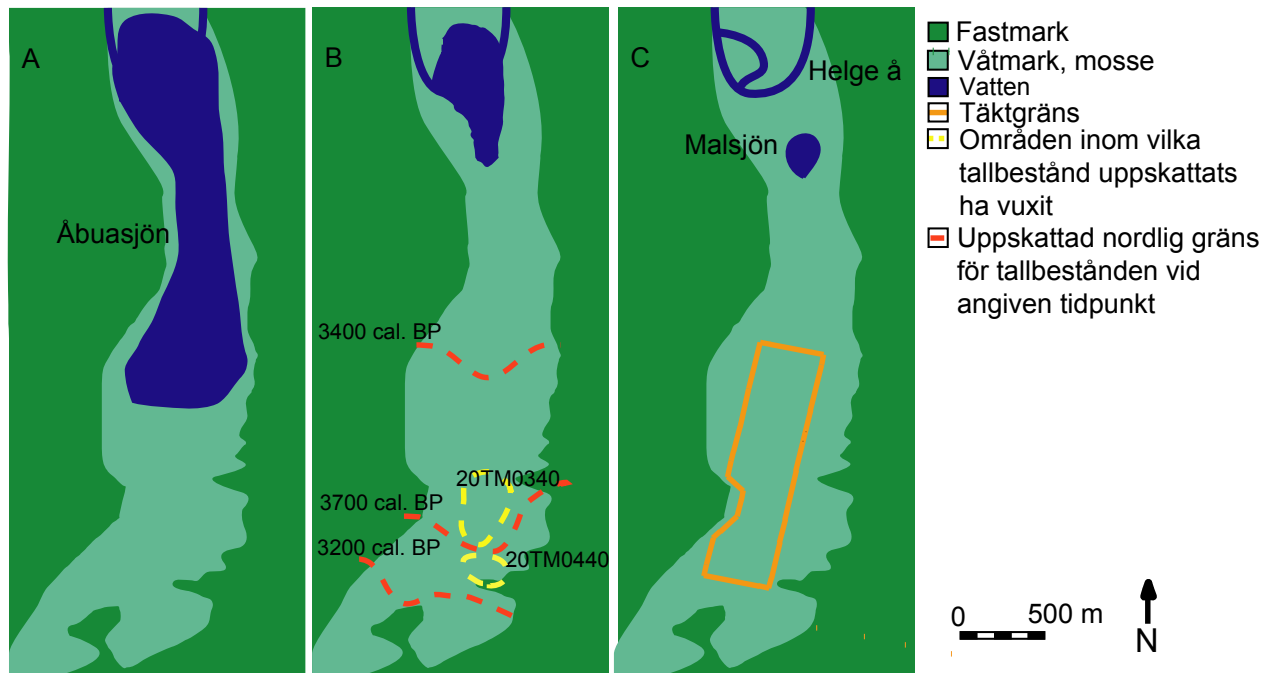 A
Åbuasjön
B
3400 cal. BP
20TM0340
3700 cal. BP
3200 cal. BP
20TM0440
C
Helge å
Malsjön
Fastmark
Våtmark, mosse
Vatten
Täktgräns
Områden inom vilka
tallbestånd uppskattats
ha vuxit
Uppskattad nordlig gräns
för tallbestånden vid
angiven tidpunkt
0 500 m
N